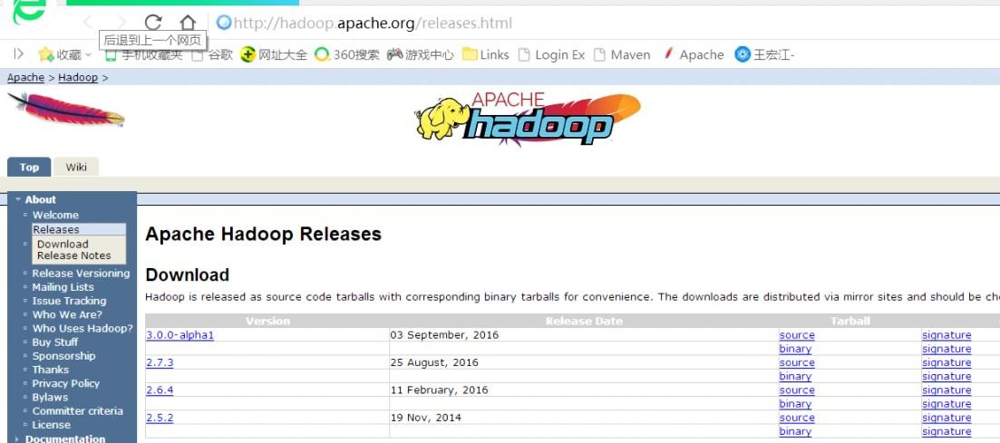 http://hadoop.apache.org/releases.html
后退到上一个网页
收藏 手机收藏夹 谷歌 网址大全 360搜索 游戏中心 Links Login Ex Maven Apache 王宏江-
Apache > Hadoop >
APACHE
hadoop
Top Wiki
About
Welcome
Releases
Download
Release Notes
Release Versioning
Mailing Lists
Issue Tracking
Who We Are?
Who Uses Hadoop?
Buy Stuff
Sponsorship
Thanks
Privacy Policy
Bylaws
Committer criteria
License
Documentation
Apache Hadoop Releases
Download
Hadoop is released as source code tarballs with corresponding binary tarballs for convenience. The downloads are distributed via mirror sites and should be che
Version Release Date Tarball
3.0.0-alpha1 03 September, 2016 source signature
binary signature
2.7.3 25 August, 2016 source signature
binary signature
2.6.4 11 February, 2016 source signature
binary signature
2.5.2 19 Nov, 2014 source signature
binary signature